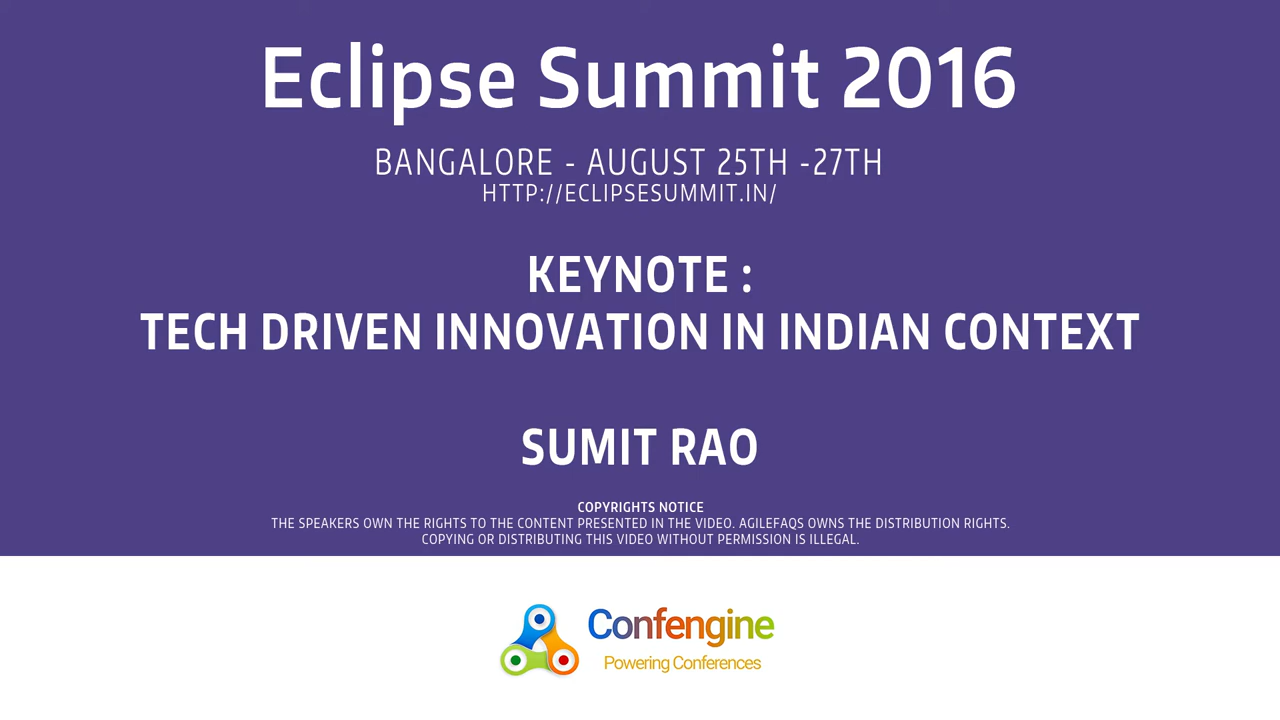 Eclipse Summit 2016
BANGALORE - AUGUST 25TH -27TH
HTTP://ECLIPSESUMMIT.IN/
KEYNOTE :
TECH DRIVEN INNOVATION IN INDIAN CONTEXT
SUMIT RAO
COPYRIGHTS NOTICE
THE SPEAKERS OWN THE RIGHTS TO THE CONTENT PRESENTED IN THE VIDEO. AGILEFAQS OWNS THE DISTRIBUTION RIGHTS.
COPYING OR DISTRIBUTING THIS VIDEO WITHOUT PERMISSION IS ILLEGAL.
Confengine
Powering Conferences